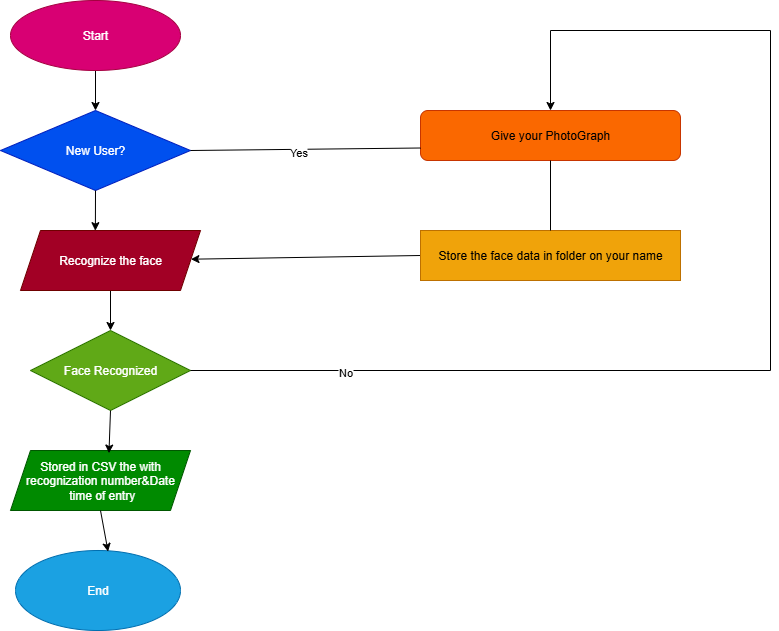 Start
New User?
Yes
Give your PhotoGraph
Recognize the face
Store the face data in folder on your name
Face Recognized
No
Stored in CSV the with
recognization number&Date
time of entry
End